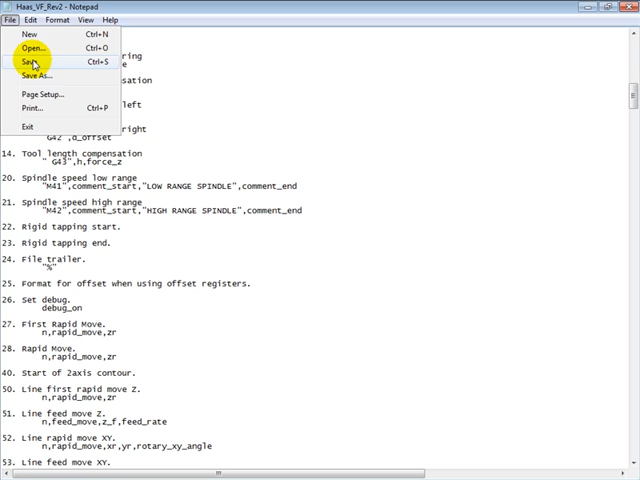 Haas_VF_Rev2 - Notepad
File Edit Format View Help
New Ctrl+N
Open... Ctrl+O
Save Ctrl+S
Save As...
Page Setup...
Print... Ctrl+P
Exit
left
right
G42",d_offset
14. Tool length compensation
" G43",h,force_z
20. Spindle speed low range
"M41",comment_start,"LOW RANGE SPINDLE",comment_end
21. Spindle speed high range
"M42",comment_start,"HIGH RANGE SPINDLE",comment_end
22. Rigid tapping start.
23. Rigid tapping end.
24. File trailer.
"%"
25. Format for offset when using offset registers.
26. Set debug.
debug_on
27. First Rapid Move.
n,rapid_move,zr
28. Rapid Move.
n,rapid_move,zr
40. Start of 2axis contour.
50. Line first rapid move Z.
n,rapid_move,zr
51. Line feed move Z.
n,feed_move,z_f,feed_rate
52. Line rapid move XY.
n,rapid_move,xr,yr,rotary_xy_angle
53. Line feed move XY.